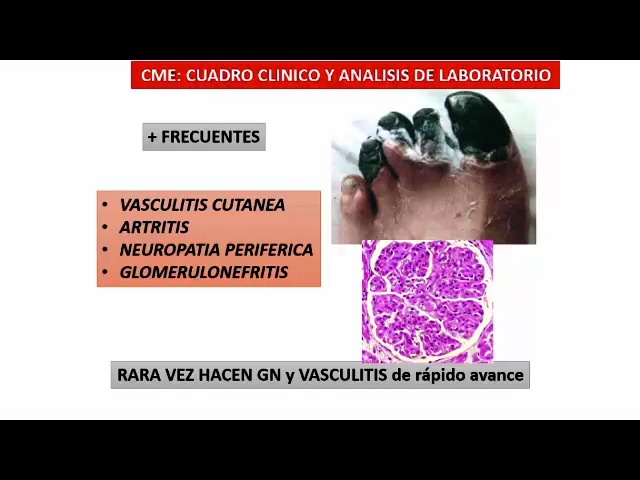 CME: CUADRO CLINICO Y ANALISIS DE LABORATORIO
+ FRECUENTES
• VASCULITIS CUTANEA
• ARTRITIS
• NEUROPATIA PERIFERICA
• GLOMERULONEFRITIS
RARA VEZ HACEN GN y VASCULITIS de rápido avance